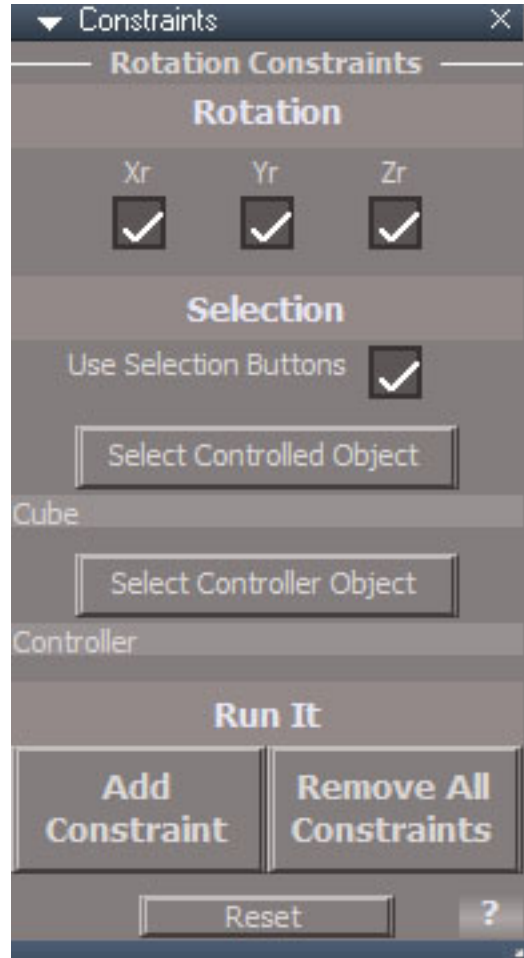 Constraints
Rotation Constraints
Rotation
Xr Yr Zr
Selection
Use Selection Buttons
Select Controlled Object
Cube
Select Controller Object
Controller
Run It
Add Remove All
Constraint Constraints
Reset ?